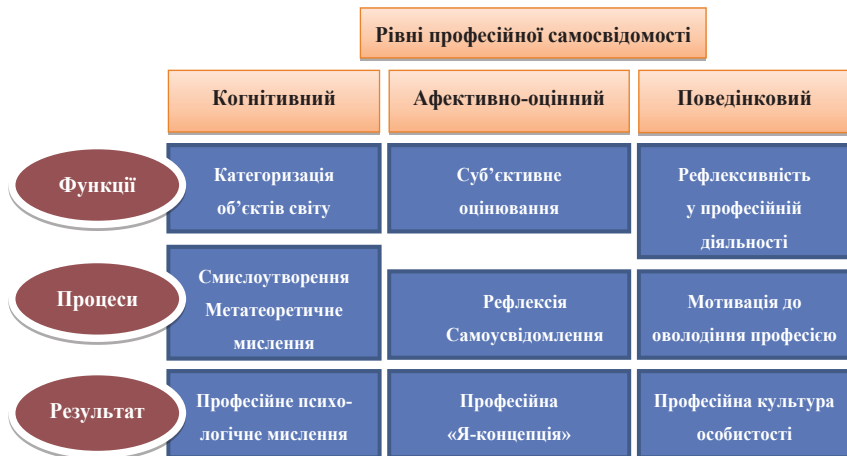 Рівні професійної самосвідомості
Когнітивний
Афективно-оцінний
Поведінковий
Функції
Категоризація
об’єктів світу
Суб’єктивне
оцінювання
Рефлексивність
у професійній
діяльності
Процеси
Смислоутворення
Метатеоретичне
мислення
Рефлексія
Самоусвідомлення
Мотивація до
оволодіння професією
Результат
Професійне психо-
логічне мислення
Професійна
«Я-концепція»
Професійна культура
особистості